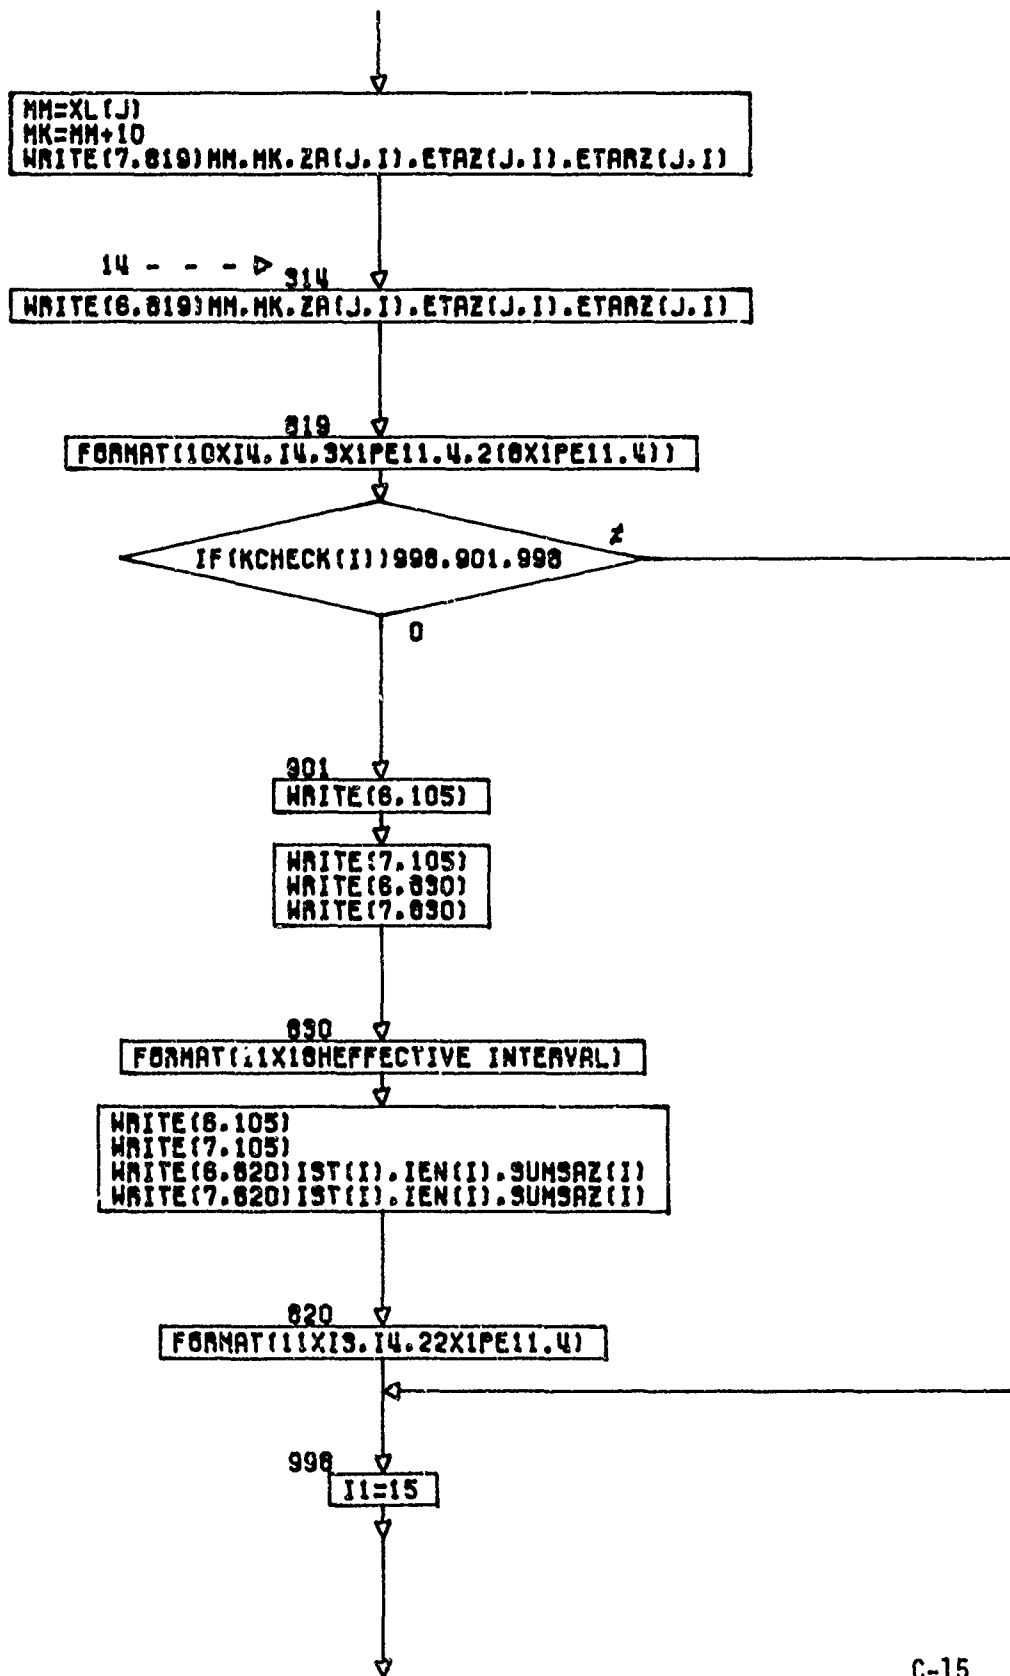 MM=XL(J)
MK=MM+10
WRITE(7,819)MM,MK,ZA(J,I),ETAZ(J,I),ETARZ(J,I)
14 - - -
314
WRITE(6,819)MM,MK,ZA(J,I),ETAZ(J,I),ETARZ(J,I)
819
FORMAT(10XI4,I4,3X1PE11.4,2(8X1PE11.4))
IF(KCHECK(I))998,901,998
≠
0
901
WRITE(6,105)
WRITE(7,105)
WRITE(6,830)
WRITE(7,830)
830
FORMAT(11X18HEFFECTIVE INTERVAL)
WRITE(6,105)
WRITE(7,105)
WRITE(6,820)IST(I),IEN(I),SUMSAZ(I)
WRITE(7,820)IST(I),IEN(I),SUMSAZ(I)
820
FORMAT(11XI3,I4,22X1PE11.4)
998
I1=15
C-15